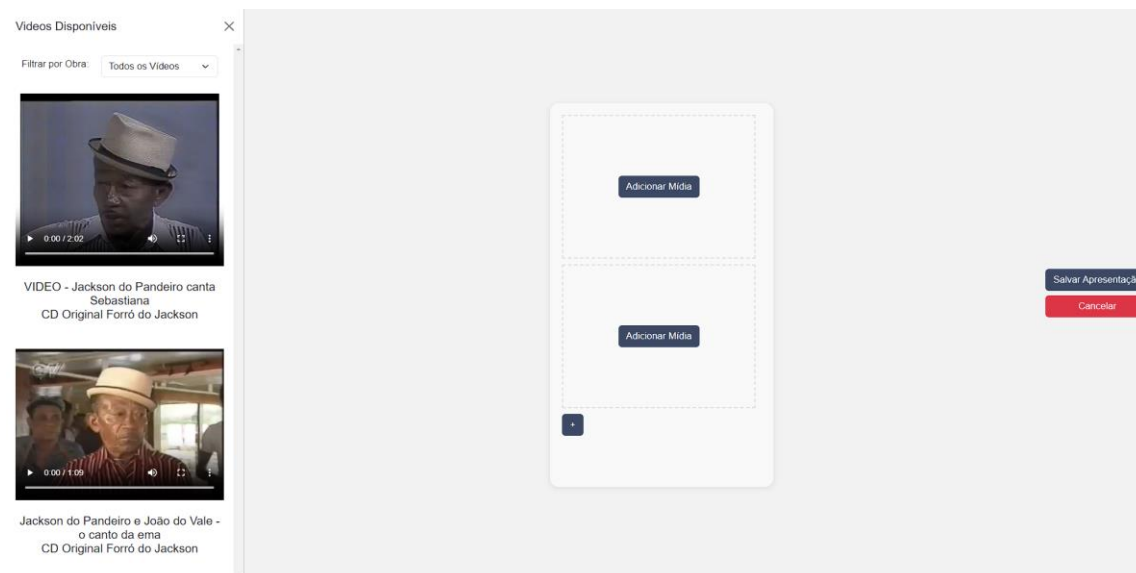 Videos Disponíveis
Filtrar por Obra:
Todos os Vídeos
0:00 / 2:02
VIDEO - Jackson do Pandeiro canta
Sebastiana
CD Original Forró do Jackson
0:00 / 1:09
Jackson do Pandeiro e João do Vale -
o canto da ema
CD Original Forró do Jackson
Adicionar Mídia
Adicionar Mídia
+
Salvar Apresentaçã
Cancelar